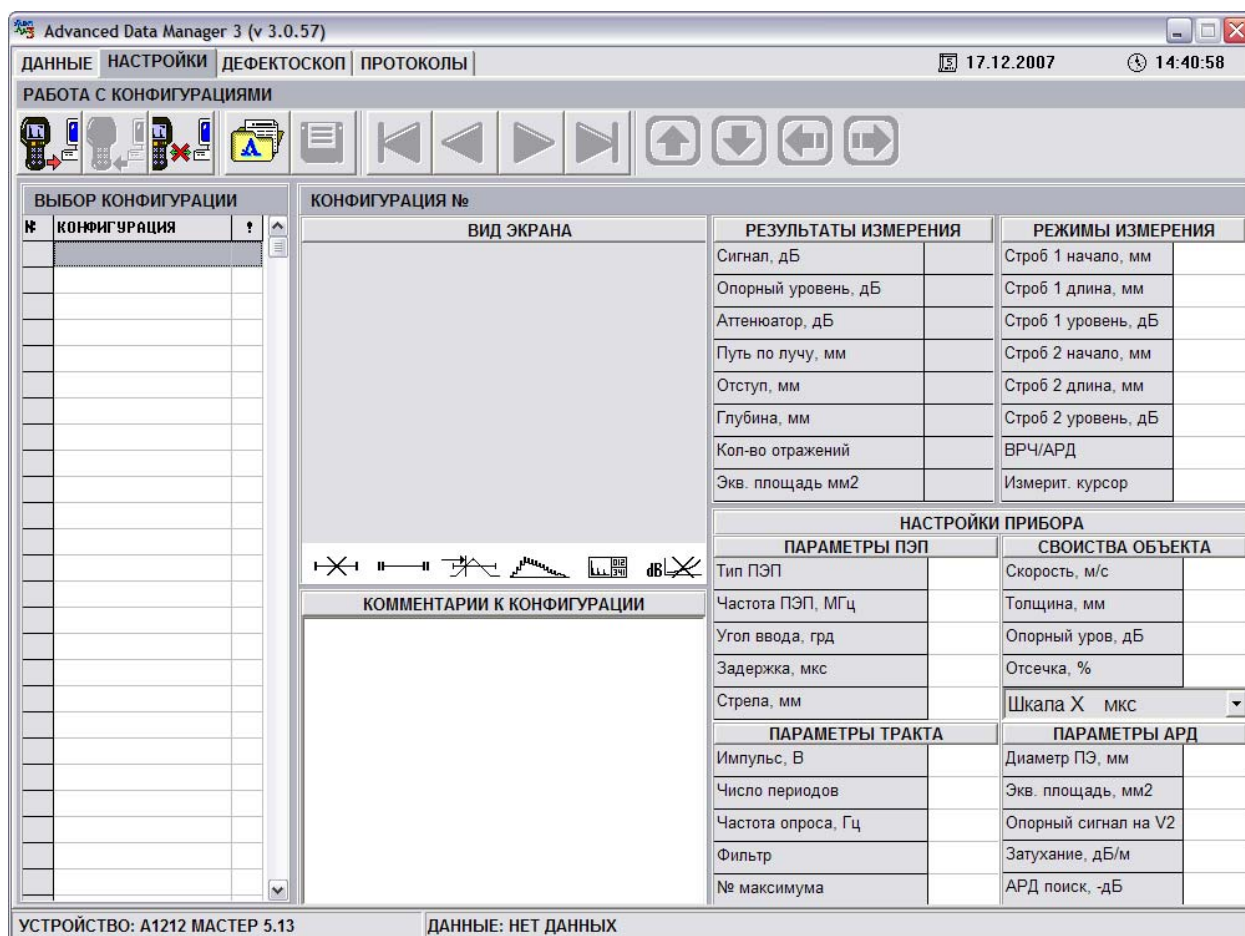 Advanced Data Manager 3 (v 3.0.57)
ДАННЫЕ НАСТРОЙКИ ДЕФЕКТОСКОП ПРОТОКОЛЫ 17.12.2007 14:40:58
РАБОТА С КОНФИГУРАЦИЯМИ
ВЫБОР КОНФИГУРАЦИИ
№ КОНФИГУРАЦИЯ !
КОНФИГУРАЦИЯ №
ВИД ЭКРАНА
dB
КОММЕНТАРИИ К КОНФИГУРАЦИИ
РЕЗУЛЬТАТЫ ИЗМЕРЕНИЯ
Сигнал, дБ
Опорный уровень, дБ
Аттенюатор, дБ
Путь по лучу, мм
Отступ, мм
Глубина, мм
Кол-во отражений
Экв. площадь мм2
РЕЖИМЫ ИЗМЕРЕНИЯ
Строб 1 начало, мм
Строб 1 длина, мм
Строб 1 уровень, дБ
Строб 2 начало, мм
Строб 2 длина, мм
Строб 2 уровень, дБ
ВРЧ/АРД
Измерит. курсор
НАСТРОЙКИ ПРИБОРА
ПАРАМЕТРЫ ПЭП
Тип ПЭП
Частота ПЭП, МГц
Угол ввода, грд
Задержка, мкс
Стрела, мм
СВОИСТВА ОБЪЕКТА
Скорость, м/с
Толщина, мм
Опорный уров, дБ
Отсечка, %
Шкала X мкс
ПАРАМЕТРЫ ТРАКТА
Импульс, В
Число периодов
Частота опроса, Гц
Фильтр
№ максимума
ПАРАМЕТРЫ АРД
Диаметр ПЭ, мм
Экв. площадь, мм2
Опорный сигнал на V2
Затухание, дБ/м
АРД поиск, -дБ
УСТРОЙСТВО: А1212 МАСТЕР 5.13 ДАННЫЕ: НЕТ ДАННЫХ